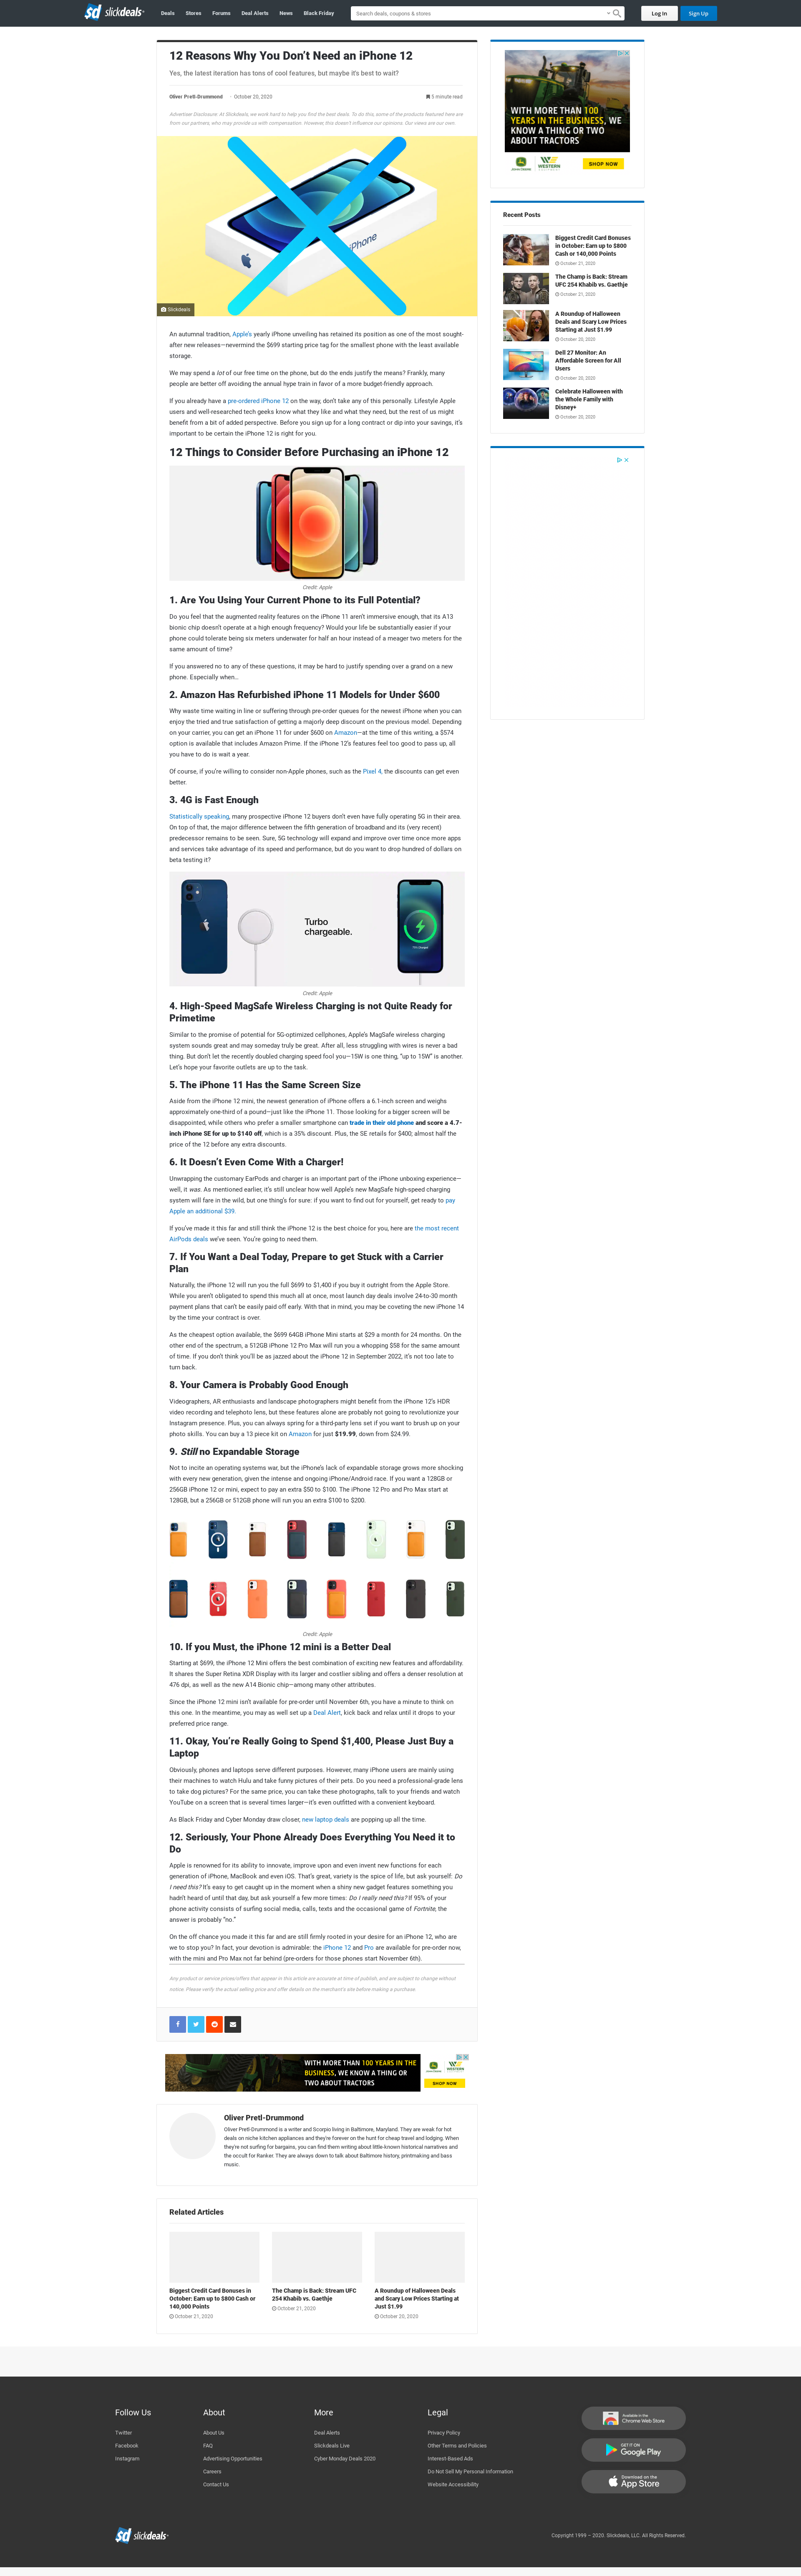 slickdeals
Deals Stores Forums Deal Alerts News Black Friday
Search deals, coupons & stores
Log In Sign Up
12 Reasons Why You Don't Need an iPhone 12
Yes, the latest iteration has tons of cool features, but maybe it's best to wait?
Oliver Pretl-Drummond - October 20, 2020 5 minute read
Advertiser Disclosure: At Slickdeals, we work hard to help you find the best deals. To do this, some of the products featured here are
from our partners, who may provide us with compensation. However, this doesn't influence our opinions. Our views are our own.
iPhone
iPhone
Slickdeals
An autumnal tradition, Apple's yearly iPhone unveiling has retained its position as one of the most sought-
after new releases—nevermind the $699 starting price tag for the smallest phone with the least available
storage.
We may spend a lot of our free time on the phone, but do the ends justify the means? Frankly, many
people are better off avoiding the annual hype train in favor of a more budget-friendly approach.
If you already have a pre-ordered iPhone 12 on the way, don't take any of this personally. Lifestyle Apple
users and well-researched tech geeks know what they like and what they need, but the rest of us might
benefit from a bit of added perspective. Before you sign up for a long contract or dip into your savings, it's
important to be certain the iPhone 12 is right for you.
12 Things to Consider Before Purchasing an iPhone 12
Credit: Apple
1. Are You Using Your Current Phone to its Full Potential?
Do you feel that the augmented reality features on the iPhone 11 aren't immersive enough, that its A13
bionic chip doesn't operate at a high enough frequency? Would your life be substantially easier if your
phone could tolerate being six meters underwater for half an hour instead of a meager two meters for the
same amount of time?
If you answered no to any of these questions, it may be hard to justify spending over a grand on a new
phone. Especially when…
2. Amazon Has Refurbished iPhone 11 Models for Under $600
Why waste time waiting in line or suffering through pre-order queues for the newest iPhone when you can
enjoy the tried and true satisfaction of getting a majorly deep discount on the previous model. Depending
on your carrier, you can get an iPhone 11 for under $600 on Amazon—at the time of this writing, a $574
option is available that includes Amazon Prime. If the iPhone 12's features feel too good to pass up, all
you have to do is wait a year.
Of course, if you're willing to consider non-Apple phones, such as the Pixel 4, the discounts can get even
better.
3. 4G is Fast Enough
Statistically speaking, many prospective iPhone 12 buyers don't even have fully operating 5G in their area.
On top of that, the major difference between the fifth generation of broadband and its (very recent)
predecessor remains to be seen. Sure, 5G technology will expand and improve over time once more apps
and services take advantage of its speed and performance, but do you want to drop hundred of dollars on
beta testing it?
Turbo
chargeable.
Credit: Apple
4. High-Speed MagSafe Wireless Charging is not Quite Ready for
Primetime
Similar to the promise of potential for 5G-optimized cellphones, Apple's MagSafe wireless charging
system sounds great and may someday truly be great. After all, less struggling with wires is never a bad
thing. But don't let the recently doubled charging speed fool you—15W is one thing, "up to 15W" is another.
Let's hope your favorite outlets are up to the task.
5. The iPhone 11 Has the Same Screen Size
Aside from the iPhone 12 mini, the newest generation of iPhone offers a 6.1-inch screen and weighs
approximately one-third of a pound—just like the iPhone 11. Those looking for a bigger screen will be
disappointed, while others who prefer a smaller smartphone can trade in their old phone and score a 4.7-
inch iPhone SE for up to $140 off, which is a 35% discount. Plus, the SE retails for $400; almost half the
price of the 12 before any extra discounts.
6. It Doesn't Even Come With a Charger!
Unwrapping the customary EarPods and charger is an important part of the iPhone unboxing experience—
well, it was. As mentioned earlier, it's still unclear how well Apple's new MagSafe high-speed charging
system will fare in the wild, but one thing's for sure: if you want to find out for yourself, get ready to pay
Apple an additional $39.
If you've made it this far and still think the iPhone 12 is the best choice for you, here are the most recent
AirPods deals we've seen. You're going to need them.
7. If You Want a Deal Today, Prepare to get Stuck with a Carrier
Plan
Naturally, the iPhone 12 will run you the full $699 to $1,400 if you buy it outright from the Apple Store.
While you aren't obligated to spend this much all at once, most launch day deals involve 24-to-30 month
payment plans that can't be easily paid off early. With that in mind, you may be coveting the new iPhone 14
by the time your contract is over.
As the cheapest option available, the $699 64GB iPhone Mini starts at $29 a month for 24 months. On the
other end of the spectrum, a 512GB iPhone 12 Pro Max will run you a whopping $58 for the same amount
of time. If you don't think you'll be as jazzed about the iPhone 12 in September 2022, it's not too late to
turn back.
8. Your Camera is Probably Good Enough
Videographers, AR enthusiasts and landscape photographers might benefit from the iPhone 12's HDR
video recording and telephoto lens, but these features alone are probably not going to revolutionize your
Instagram presence. Plus, you can always spring for a third-party lens set if you want to brush up on your
photo skills. You can buy a 13 piece kit on Amazon for just $19.99, down from $24.99.
9. Still no Expandable Storage
Not to incite an operating systems war, but the iPhone's lack of expandable storage grows more shocking
with every new generation, given the intense and ongoing iPhone/Android race. If you want a 128GB or
256GB iPhone 12 or mini, expect to pay an extra $50 to $100. The iPhone 12 Pro and Pro Max start at
128GB, but a 256GB or 512GB phone will run you an extra $100 to $200.
Credit: Apple
10. If you Must, the iPhone 12 mini is a Better Deal
Starting at $699, the iPhone 12 Mini offers the best combination of exciting new features and affordability.
It shares the Super Retina XDR Display with its larger and costlier sibling and offers a denser resolution at
476 dpi, as well as the new A14 Bionic chip—among many other attributes.
Since the iPhone 12 mini isn't available for pre-order until November 6th, you have a minute to think on
this one. In the meantime, you may as well set up a Deal Alert, kick back and relax until it drops to your
preferred price range.
11. Okay, You're Really Going to Spend $1,400, Please Just Buy a
Laptop
Obviously, phones and laptops serve different purposes. However, many iPhone users are mainly using
their machines to watch Hulu and take funny pictures of their pets. Do you need a professional-grade lens
to take dog pictures? For the same price, you can take these photographs, talk to your friends and watch
YouTube on a screen that is several times larger—it's even outfitted with a convenient keyboard.
As Black Friday and Cyber Monday draw closer, new laptop deals are popping up all the time.
12. Seriously, Your Phone Already Does Everything You Need it to
Do
Apple is renowned for its ability to innovate, improve upon and even invent new functions for each
generation of iPhone, MacBook and even iOS. That's great, variety is the spice of life, but ask yourself: Do
I need this? It's easy to get caught up in the moment when a shiny new gadget features something you
hadn't heard of until that day, but ask yourself a few more times: Do I really need this? If 95% of your
phone activity consists of surfing social media, calls, texts and the occasional game of Fortnite, the
answer is probably "no."
On the off chance you made it this far and are still firmly rooted in your desire for an iPhone 12, who are
we to stop you? In fact, your devotion is admirable: the iPhone 12 and Pro are available for pre-order now,
with the mini and Pro Max not far behind (pre-orders for those phones start November 6th).
Any product or service prices/offers that appear in this article are accurate at time of publish, and are subject to change without
notice. Please verify the actual selling price and offer details on the merchant's site before making a purchase.
WITH MORE THAN 100 YEARS IN THE
BUSINESS, WE KNOW A THING OR
TWO ABOUT TRACTORS
JOHN DEERE WESTERN
SHOP NOW
Oliver Pretl-Drummond
Oliver Pretl-Drummond is a writer and Scorpio living in Baltimore, Maryland. They are weak for hot
deals on niche kitchen appliances and they're forever on the hunt for cheap travel and lodging. When
they're not surfing for bargains, you can find them writing about little-known historical narratives and
the occult for Ranker. They are always down to talk about Baltimore history, printmaking and bass
music.
Related Articles
Biggest Credit Card Bonuses in
October: Earn up to $800 Cash or
140,000 Points
October 21, 2020
The Champ is Back: Stream UFC
254 Khabib vs. Gaethje
October 21, 2020
A Roundup of Halloween Deals
and Scary Low Prices Starting at
Just $1.99
October 20, 2020
WITH MORE THAN 100
YEARS IN THE BUSINESS, WE
KNOW A THING OR TWO
ABOUT TRACTORS
JOHN DEERE WESTERN
SHOP NOW
Recent Posts
Biggest Credit Card Bonuses
in October: Earn up to $800
Cash or 140,000 Points
October 21, 2020
The Champ is Back: Stream
UFC 254 Khabib vs. Gaethje
October 21, 2020
A Roundup of Halloween
Deals and Scary Low Prices
Starting at Just $1.99
October 20, 2020
Dell 27 Monitor: An
Affordable Screen for All
Users
October 20, 2020
Celebrate Halloween with
the Whole Family with
Disney+
October 20, 2020
Follow Us
Twitter
Facebook
Instagram
About
About Us
FAQ
Advertising Opportunities
Careers
Contact Us
More
Deal Alerts
Slickdeals Live
Cyber Monday Deals 2020
Legal
Privacy Policy
Other Terms and Policies
Interest-Based Ads
Do Not Sell My Personal Information
Website Accessibility
Available in the
Chrome Web Store
GET IT ON
Google Play
Download on the
App Store
slickdeals
Copyright 1999 – 2020. Slickdeals, LLC. All Rights Reserved.